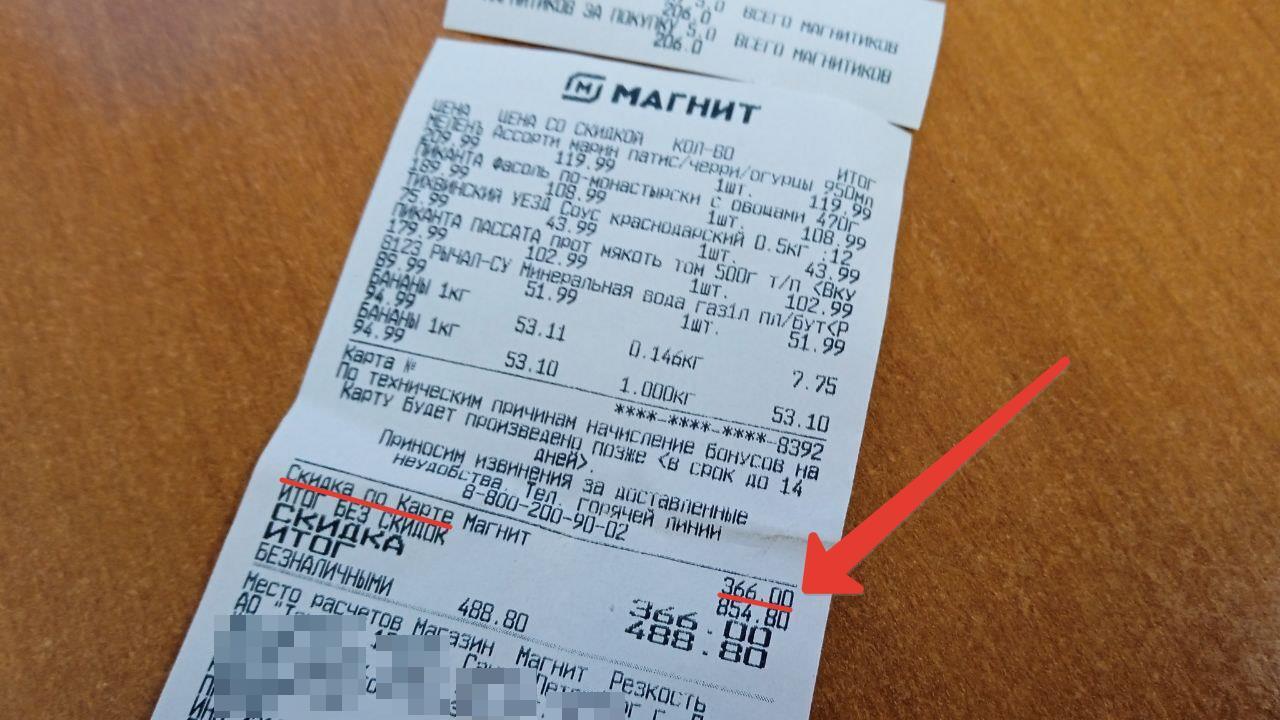 5.0 ВСЕГО МАГНИТИКОВ
206.0
МАГНИТИКОВ ЗА ПОКУПКУ 5.0 ВСЕГО МАГНИТИКОВ
206.0
МАГНИТ
ЦЕНА ЦЕНА СО СКИДКОЙ КОЛ-ВО ИТОГ
МЕЛЕНЪ Ассорти марин патис/черри/огурцы 950мл
209.99 119.99 1шт. 119.99
ПИКАНТА Фасоль по-монастырски с овощами 470г
189.99 108.99 1шт. 108.99
ТИХВИНСКИЙ УЕЗД Соус краснодарский 0.5кг :12
75.99 43.99 1шт. 43.99
ПИКАНТА ПАССАТА ПРОТ мякоть том 500г т/п <Вку
179.99 102.99 1шт. 102.99
8123 РЫЧАЛ-СУ Минеральная вода газ1л пл/бут<Р
89.99 51.99 1шт. 51.99
БАНАНЫ 1кг
94.99 53.11 0.146кг 7.75
БАНАНЫ 1кг
94.99 53.10 1.000кг 53.10
Карта № ****-****-****-8392
По техническим причинам начисление бонусов на
Карту будет произведено позже <в срок до 14
дней>.
Приносим извинения за доставленные
неудобства. Тел. горячей линии
8-800-200-90-02
Скидка по Карте Магнит 366.00
ИТОГ БЕЗ СКИДОК 854.80
СКИДКА 366.00
ИТОГ 488.80
БЕЗНАЛИЧНЫМИ 488.80
Место расчетов Магазин Магнит Резкость
АО